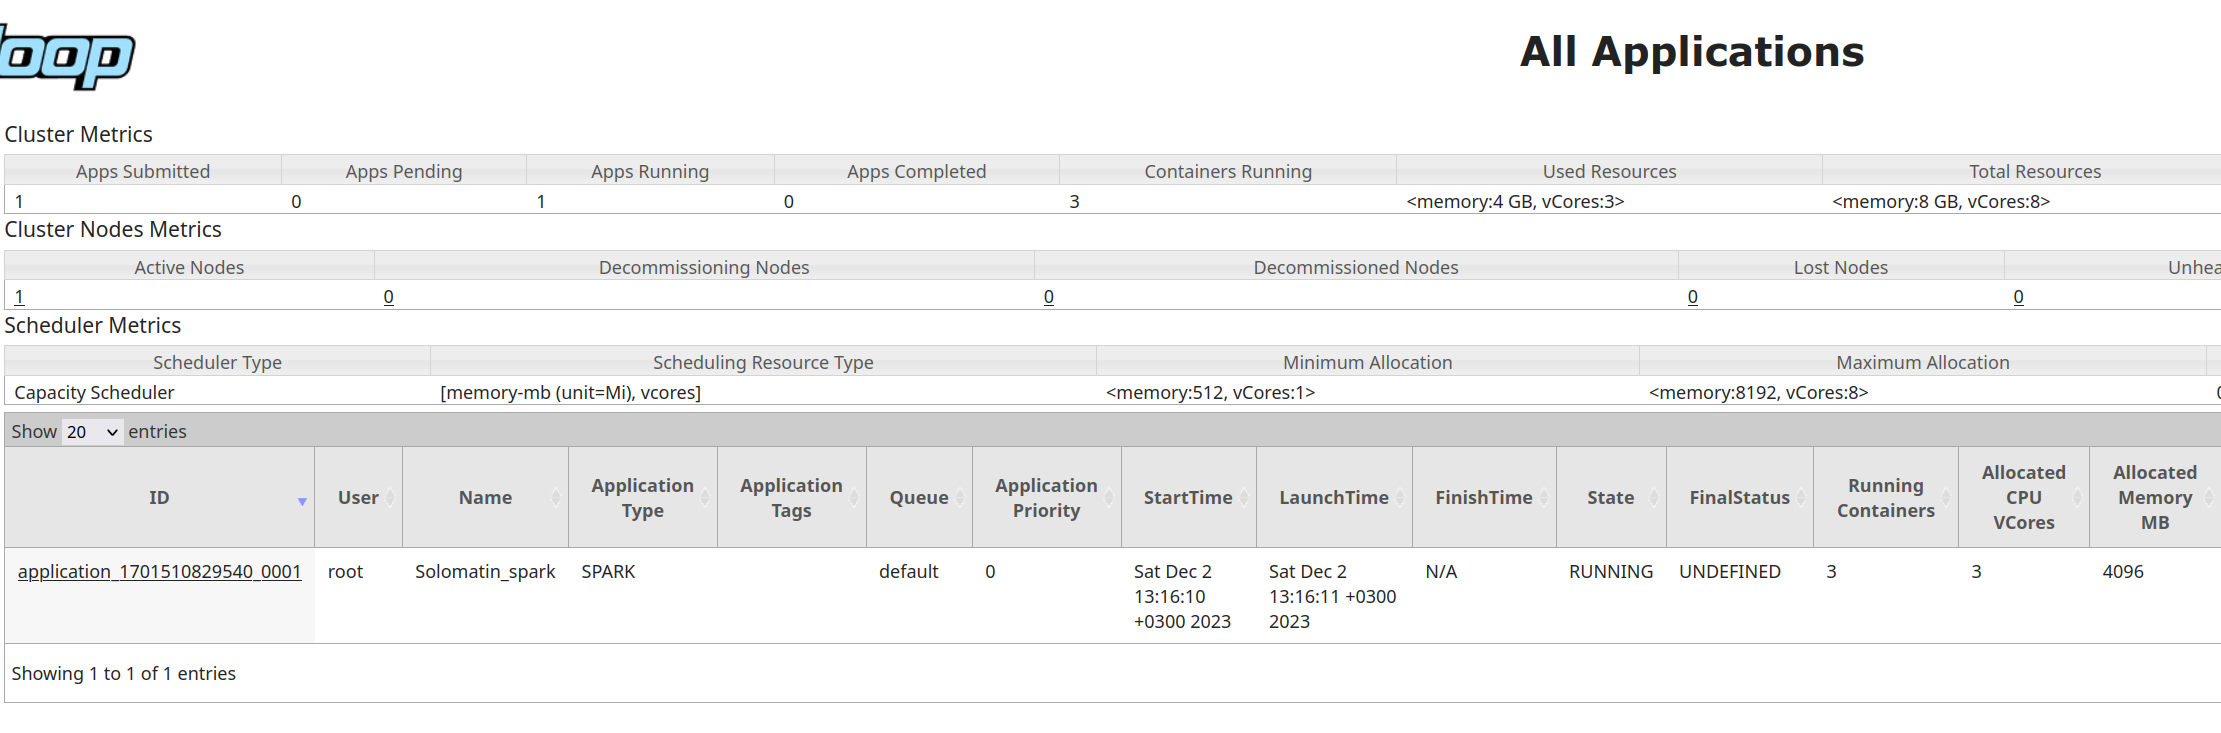 oop
All Applications
Cluster Metrics
Apps Submitted Apps Pending Apps Running Apps Completed Containers Running Used Resources Total Resources
1 0 1 0 3 <memory:4 GB, vCores:3> <memory:8 GB, vCores:8>
Cluster Nodes Metrics
Active Nodes Decommissioning Nodes Decommissioned Nodes Lost Nodes Unhea
1 0 0 0 0
Scheduler Metrics
Scheduler Type Scheduling Resource Type Minimum Allocation Maximum Allocation
Capacity Scheduler [memory-mb (unit=Mi), vcores] <memory:512, vCores:1> <memory:8192, vCores:8> 0
Show 20 entries
ID User Name Application Type Application Tags Queue Application Priority StartTime LaunchTime FinishTime State FinalStatus Running Containers Allocated CPU VCores Allocated Memory MB
application_1701510829540_0001 root Solomatin_spark SPARK default 0 Sat Dec 2 13:16:10 +0300 2023 Sat Dec 2 13:16:11 +0300 2023 N/A RUNNING UNDEFINED 3 3 4096
Showing 1 to 1 of 1 entries